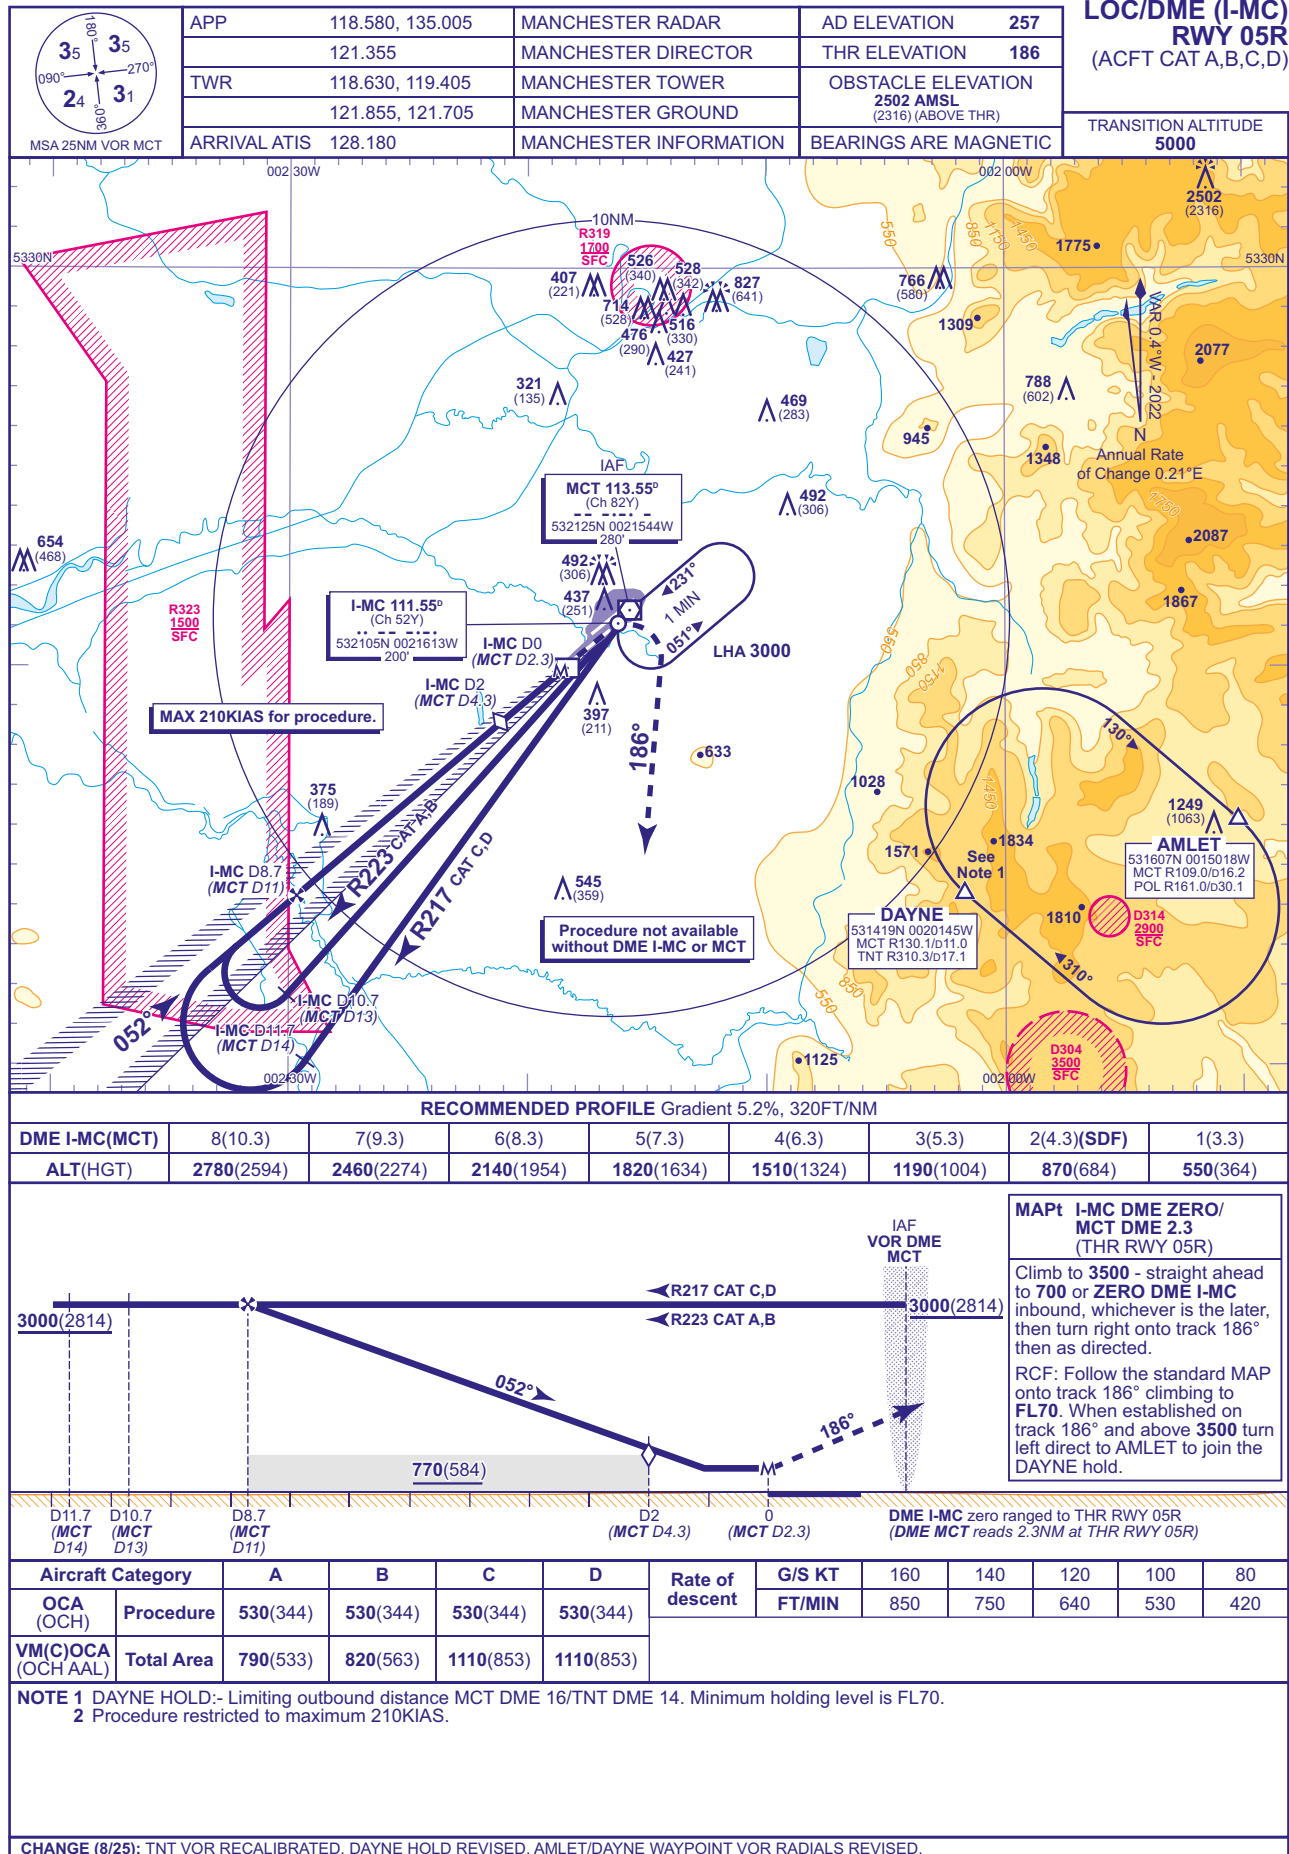 LOC/DME (I-MC)
RWY 05R
(ACFT CAT A,B,C,D)
TRANSITION ALTITUDE
5000
180°
35 35
090° 270°
24 31
360°
MSA 25NM VOR MCT
APP 118.580, 135.005 MANCHESTER RADAR
121.355 MANCHESTER DIRECTOR
TWR 118.630, 119.405 MANCHESTER TOWER
121.855, 121.705 MANCHESTER GROUND
ARRIVAL ATIS 128.180 MANCHESTER INFORMATION
AD ELEVATION 257
THR ELEVATION 186
OBSTACLE ELEVATION
2502 AMSL
(2316) (ABOVE THR)
BEARINGS ARE MAGNETIC
002 30W
002 00W
5330N
5330N
10NM
R319
1700
SFC
526
(340)
528
(342)
407
(221)
827
(641)
714
(528)
516
(330)
476
(290)
427
(241)
766
(580)
2502
(2316)
1775
550
850
1150
1450
1309
VAR 0.4°W - 2022
N
Annual Rate
of Change 0.21°E
2077
321
(135)
469
(283)
788
(602)
945
1348
1750
2087
1867
IAF
MCT 113.55ᴰ
(Ch 82Y)
532125N 0021544W
280'
492
(306)
654
(468)
492
(306)
437
(251)
231°
1 MIN
051°
LHA 3000
I-MC 111.55ᴰ
(Ch 52Y)
532105N 0021613W
200'
R323
1500
SFC
I-MC D0
(MCT D2.3)
M
I-MC D2
(MCT D4.3)
MAX 210KIAS for procedure.
397
(211)
186°
633
550
850
1150
130°
1028
1450
1249
(1063)
375
(189)
1571
1834
See
Note 1
AMLET
531607N 0015018W
MCT R109.0/D16.2
POL R161.0/D30.1
R223 CAT A,B
R217 CAT C,D
I-MC D8.7
(MCT D11)
545
(359)
Procedure not available
without DME I-MC or MCT
DAYNE
531419N 0020145W
MCT R130.1/D11.0
TNT R310.3/D17.1
1810
D314
2900
SFC
310°
550
850
I-MC D10.7
(MCT D13)
I-MC D11.7
(MCT D14)
052°
1125
D304
3500
SFC
002 30W
002 00W
RECOMMENDED PROFILE Gradient 5.2%, 320FT/NM
DME I-MC(MCT) 8(10.3) 7(9.3) 6(8.3) 5(7.3) 4(6.3) 3(5.3) 2(4.3)(SDF) 1(3.3)
ALT(HGT) 2780(2594) 2460(2274) 2140(1954) 1820(1634) 1510(1324) 1190(1004) 870(684) 550(364)
IAF
VOR DME
MCT
R217 CAT C,D
R223 CAT A,B
3000(2814)
3000(2814)
052°
186°
770(584)
M
D11.7
(MCT
D14)
D10.7
(MCT
D13)
D8.7
(MCT
D11)
D2
(MCT D4.3)
0
(MCT D2.3)
DME I-MC zero ranged to THR RWY 05R
(DME MCT reads 2.3NM at THR RWY 05R)
MAPt I-MC DME ZERO/
MCT DME 2.3
(THR RWY 05R)
Climb to 3500 - straight ahead
to 700 or ZERO DME I-MC
inbound, whichever is the later,
then turn right onto track 186°
then as directed.
RCF: Follow the standard MAP
onto track 186° climbing to
FL70. When established on
track 186° and above 3500 turn
left direct to AMLET to join the
DAYNE hold.
Aircraft Category A B C D
OCA
(OCH) Procedure 530(344) 530(344) 530(344) 530(344)
VM(C)OCA
(OCH AAL) Total Area 790(533) 820(563) 1110(853) 1110(853)
Rate of
descent
G/S KT 160 140 120 100 80
FT/MIN 850 750 640 530 420
NOTE 1 DAYNE HOLD:- Limiting outbound distance MCT DME 16/TNT DME 14. Minimum holding level is FL70.
2 Procedure restricted to maximum 210KIAS.
CHANGE (8/25): TNT VOR RECALIBRATED. DAYNE HOLD REVISED. AMLET/DAYNE WAYPOINT VOR RADIALS REVISED.